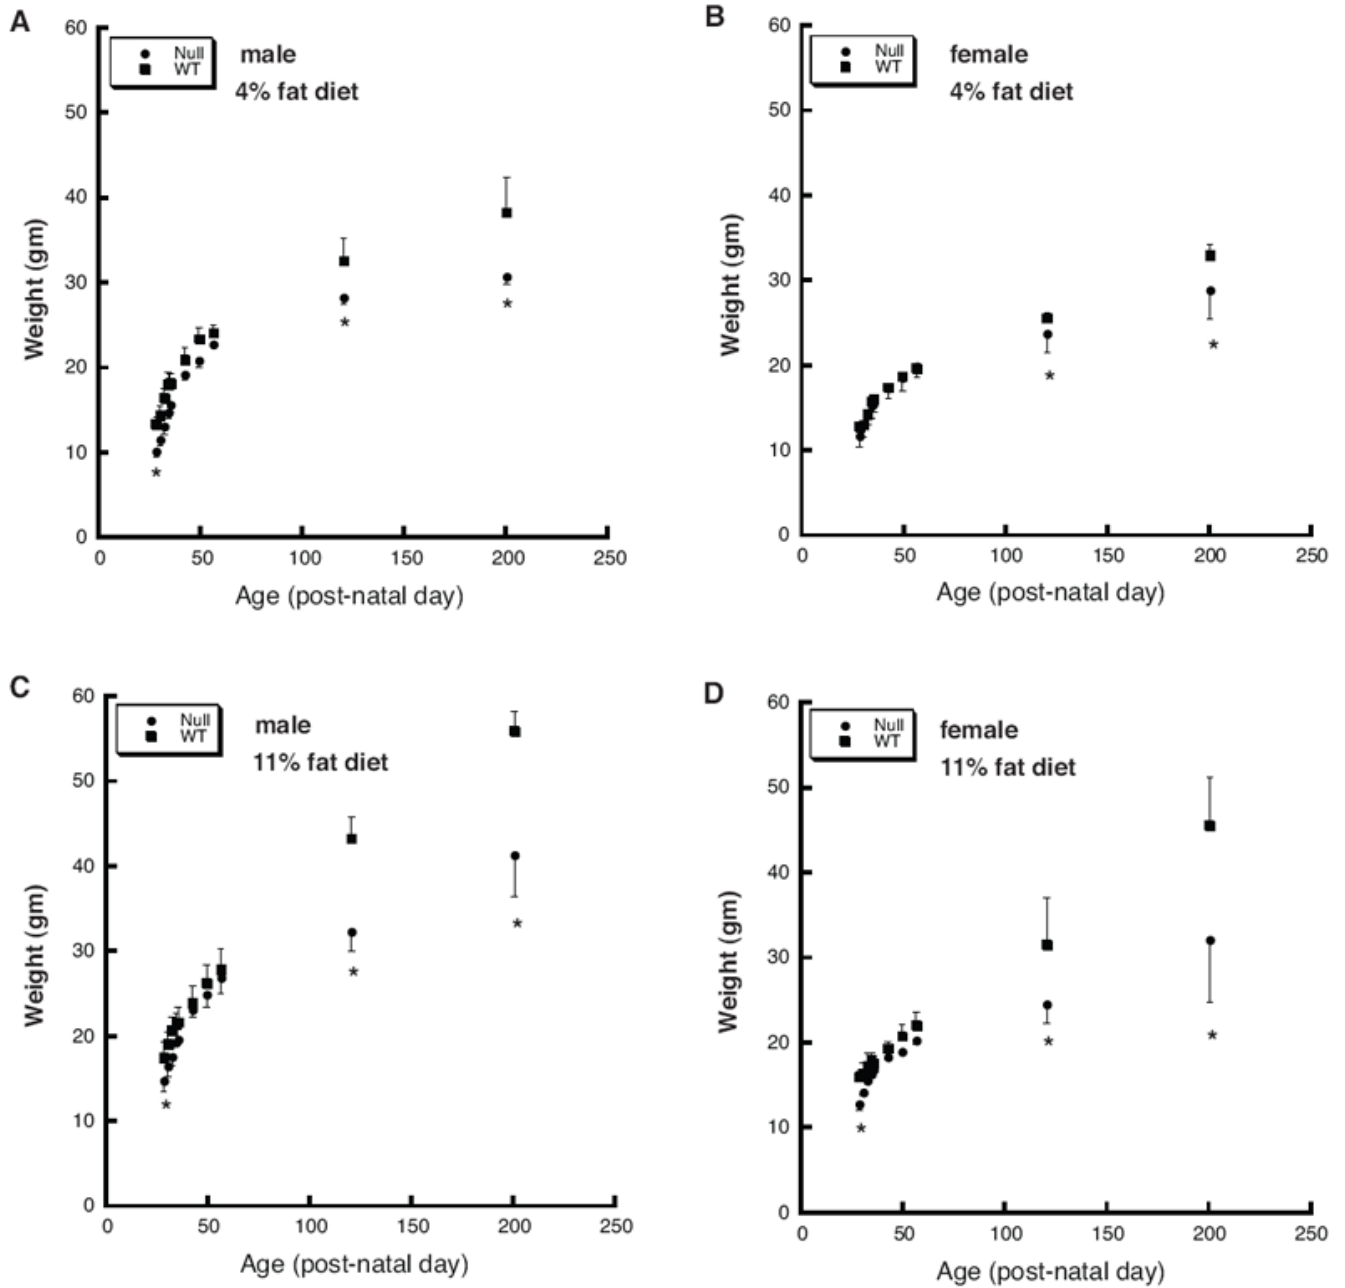 A
60
50
40
30
20
10
0
Null
WT
male
4% fat diet
Weight (gm)
*
*
*
0 50 100 150 200 250
Age (post-natal day)
B
60
50
40
30
20
10
0
Null
WT
female
4% fat diet
Weight (gm)
*
*
0 50 100 150 200 250
Age (post-natal day)
C
60
50
40
30
20
10
0
Null
WT
male
11% fat diet
Weight (gm)
*
*
*
0 50 100 150 200 250
Age (post-natal day)
D
60
50
40
30
20
10
0
Null
WT
female
11% fat diet
Weight (gm)
*
*
*
0 50 100 150 200 250
Age (post-natal day)